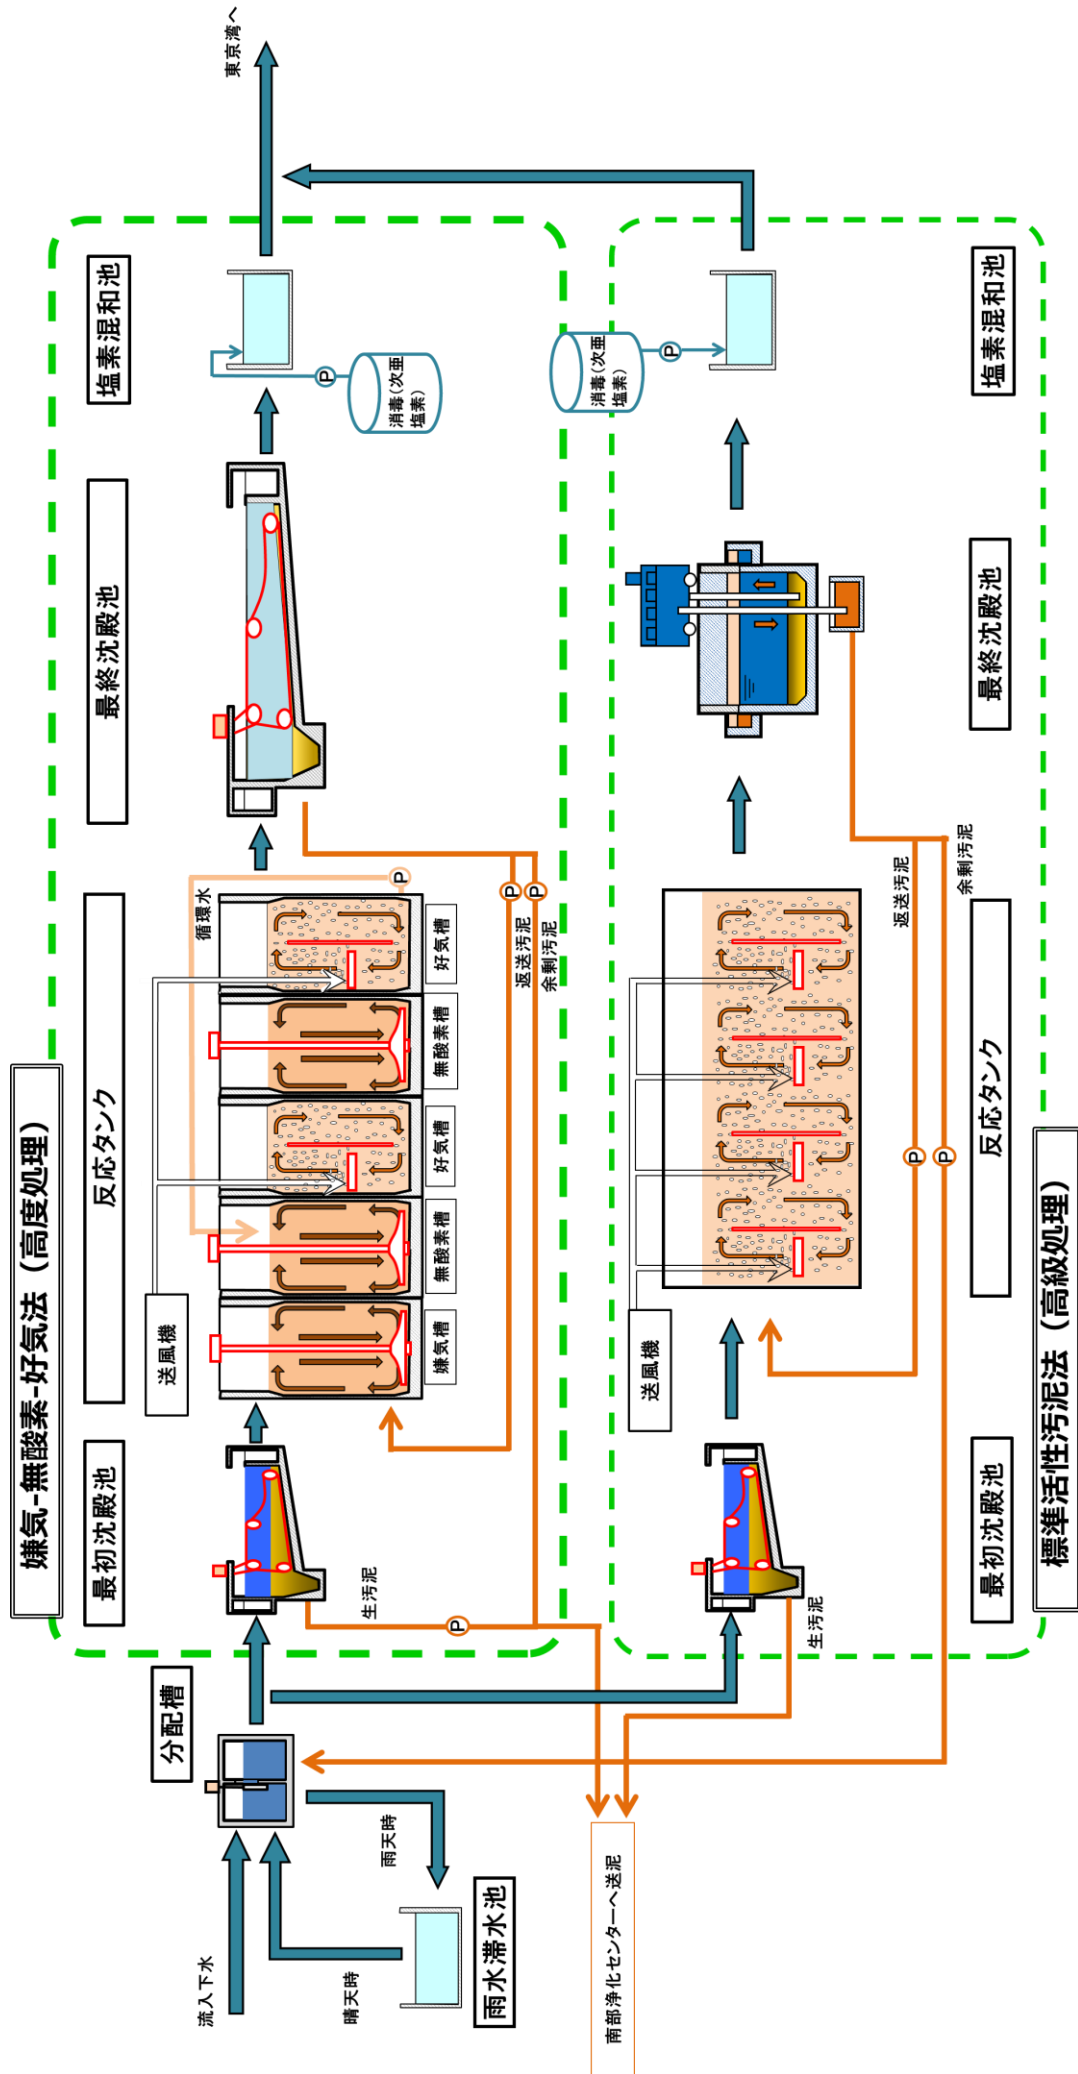 嫌気-無酸素-好気法（高度処理）
最初沈殿池
反応タンク
最終沈殿池
塩素混和池
分配槽
送風機
循環水
嫌気槽
無酸素槽
好気槽
無酸素槽
好気槽
P
消毒(次亜
塩素)
P
東京湾へ
流入下水
晴天時
雨天時
雨水滞水池
生汚泥
P
返送汚泥
P
余剰汚泥
P
南部浄化センターへ送泥
送風機
消毒(次亜
塩素)
P
生汚泥
返送汚泥
P
余剰汚泥
P
最初沈殿池
反応タンク
最終沈殿池
塩素混和池
標準活性汚泥法（高級処理）